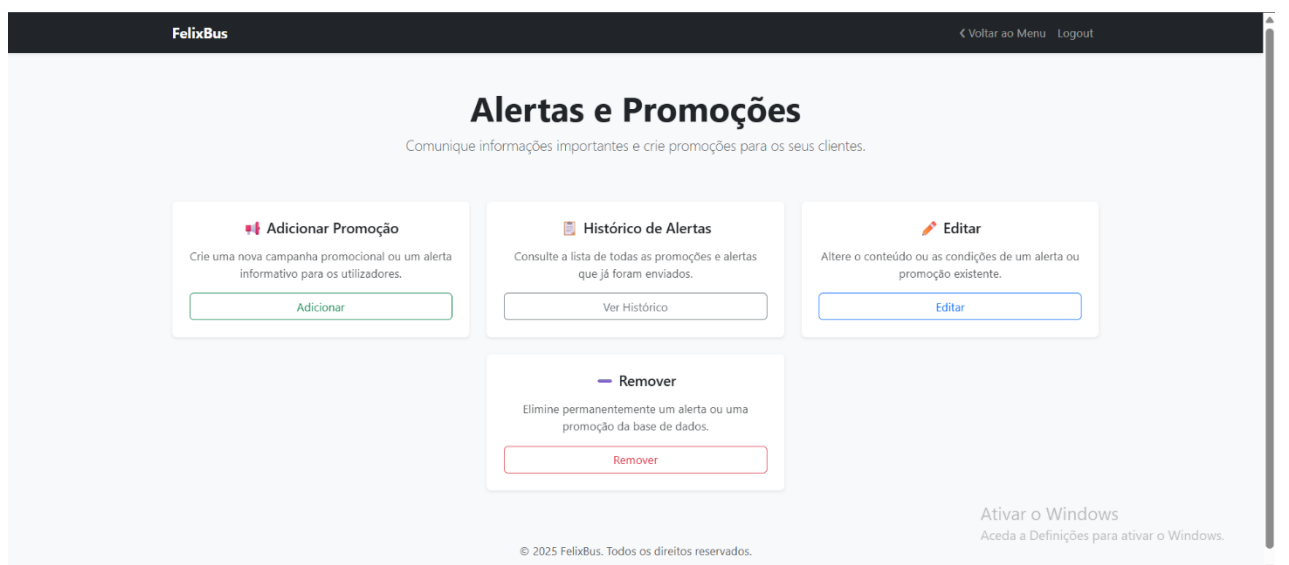 FelixBus
Voltar ao Menu Logout
Alertas e Promoções
Comunique informações importantes e crie promoções para os seus clientes.
Adicionar Promoção
Crie uma nova campanha promocional ou um alerta
informativo para os utilizadores.
Adicionar
Histórico de Alertas
Consulte a lista de todas as promoções e alertas
que já foram enviados.
Ver Histórico
Editar
Altere o conteúdo ou as condições de um alerta ou
promoção existente.
Editar
Remover
Elimine permanentemente um alerta ou uma
promoção da base de dados.
Remover
Ativar o Windows
Aceda a Definições para ativar o Windows.
© 2025 FelixBus. Todos os direitos reservados.